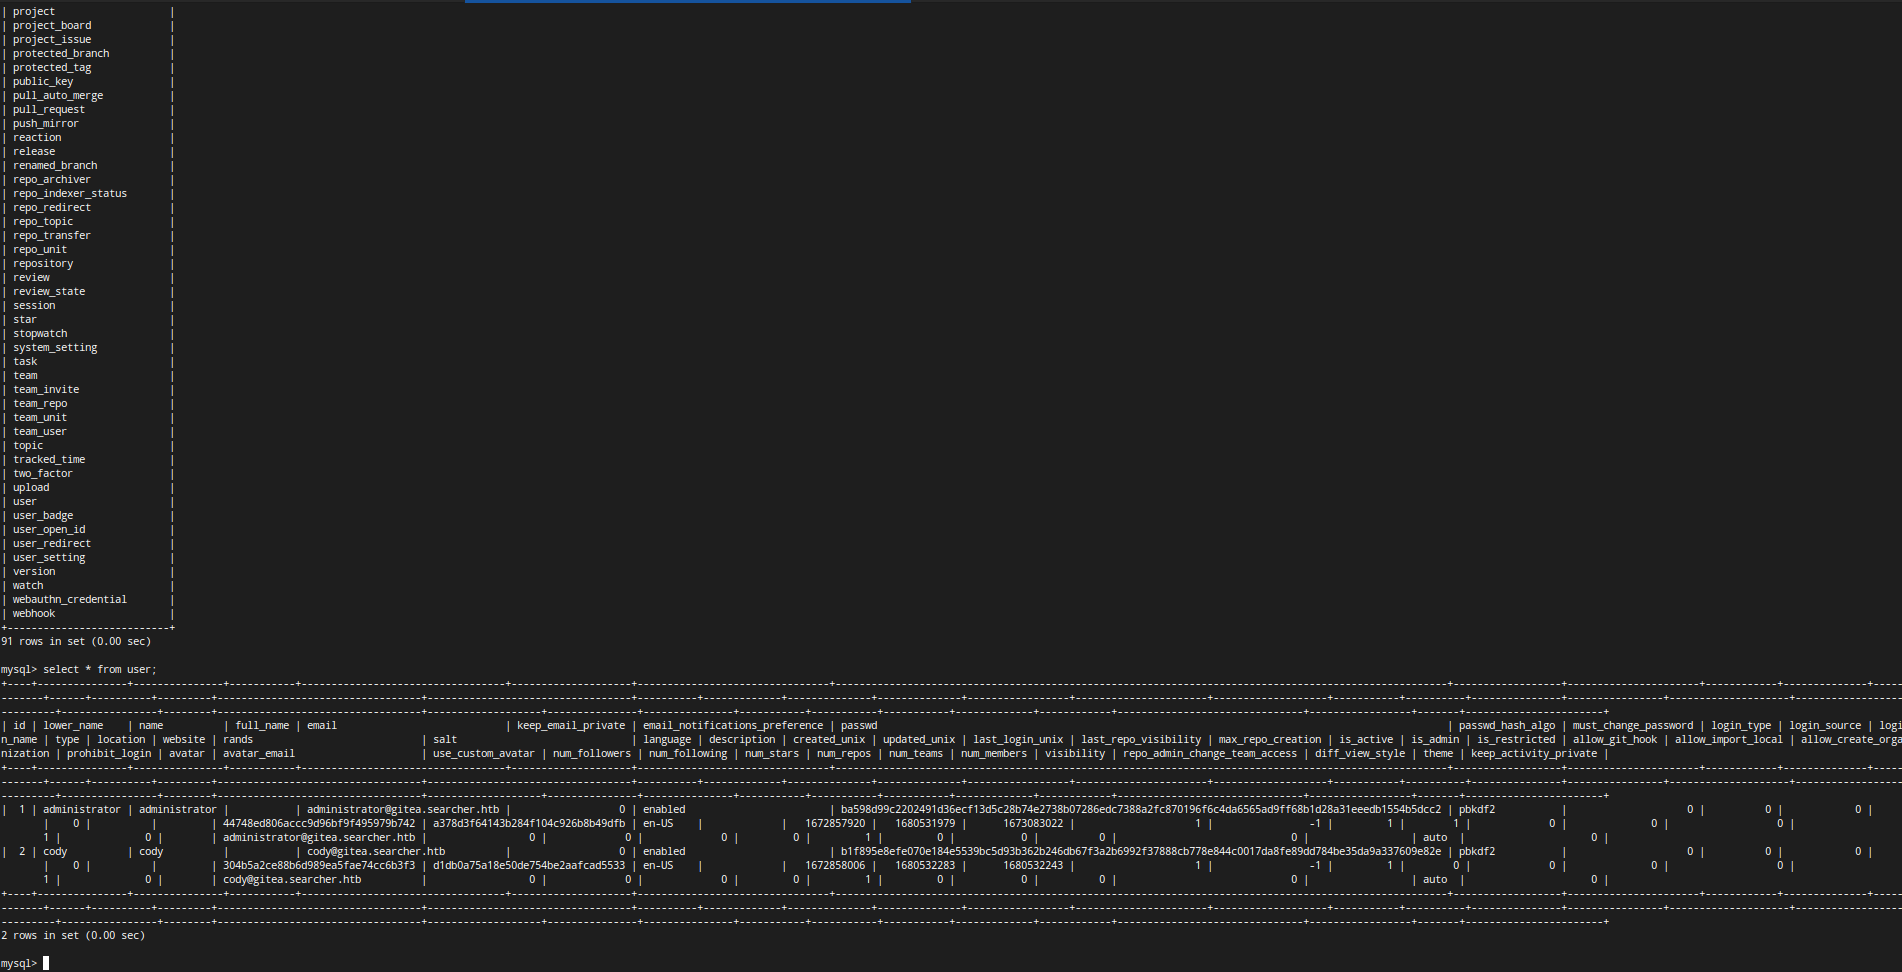 | project |
| project_board |
| project_issue |
| protected_branch |
| protected_tag |
| public_key |
| pull_auto_merge |
| pull_request |
| push_mirror |
| reaction |
| release |
| renamed_branch |
| repo_archiver |
| repo_indexer_status |
| repo_redirect |
| repo_topic |
| repo_transfer |
| repo_unit |
| repository |
| review |
| review_state |
| session |
| star |
| stopwatch |
| system_setting |
| task |
| team |
| team_invite |
| team_repo |
| team_unit |
| team_user |
| topic |
| tracked_time |
| two_factor |
| upload |
| user |
| user_badge |
| user_open_id |
| user_redirect |
| user_setting |
| version |
| watch |
| webauthn_credential |
| webhook |
+---------------------------+
91 rows in set (0.00 sec)
mysql> select * from user;
| id | lower_name | name | full_name | email | keep_email_private | email_notifications_preference | passwd | passwd_hash_algo | must_change_password | login_type | login_source | logi
n_name | type | location | website | rands | salt | language | description | created_unix | updated_unix | last_login_unix | last_repo_visibility | max_repo_creation | is_active | is_admin | is_restricted | allow_git_hook | allow_import_local | allow_create_orga
nization | prohibit_login | avatar | avatar_email | use_custom_avatar | num_followers | num_following | num_stars | num_repos | num_teams | num_members | visibility | repo_admin_change_team_access | diff_view_style | theme | keep_activity_private |
| 1 | administrator | administrator | | administrator@gitea.searcher.htb | 0 | enabled | ba598d99c2202491d36ecf13d5c28b74e2738b07286edc7388a2fc870196f6c4da6565ad9ff68b1d28a31eeedb1554b5dcc2 | pbkdf2 | 0 | 0 | 0 |
| 0 | | | 44748ed806accc9d96bf9f495979b742 | a378d3f64143b284f104c926b8b49dfb | en-US | | 1672857920 | 1680531979 | 1673083022 | 1 | -1 | 1 | 1 | 0 | 0 | 0 |
1 | 0 | | administrator@gitea.searcher.htb | 0 | 0 | 0 | 0 | 1 | 0 | 0 | 0 | 0 | | auto | 0 |
| 2 | cody | cody | | cody@gitea.searcher.htb | 0 | enabled | b1f895e8efe070e184e5539bc5d93b362b246db67f3a2b6992f37888cb778e844c0017da8fe89dd784be35da9a337609e82e | pbkdf2 | 0 | 0 | 0 |
| 0 | | | 304b5a2ce88b6d989ea5fae74cc6b3f3 | d1db0a75a18e50de754be2aafcad5533 | en-US | | 1672858006 | 1680532283 | 1680532243 | 1 | -1 | 1 | 0 | 0 | 0 | 0 |
1 | 0 | | cody@gitea.searcher.htb | 0 | 0 | 0 | 0 | 1 | 0 | 0 | 0 | 0 | | auto | 0 |
2 rows in set (0.00 sec)
mysql>